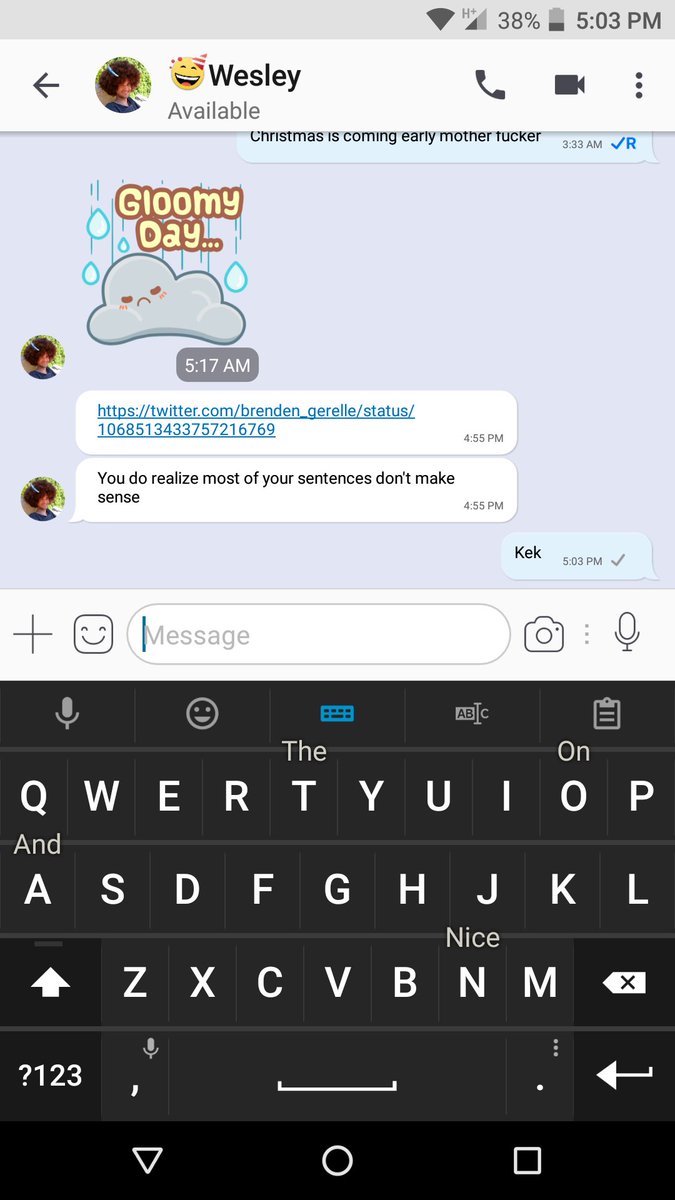 H+ 38% 5:03 PM
😅Wesley
Available
Christmas is coming early mother fucker 3:33 AM ✓R
Gloomy
Day...
5:17 AM
https://twitter.com/brenden_gerelle/status/
1068513433757216769
4:55 PM
You do realize most of your sentences don't make
sense
4:55 PM
Kek 5:03 PM
Message
ABC
The On
Q W E R T Y U I O P
And
A S D F G H J K L
Nice
Z X C V B N M
?123 , .